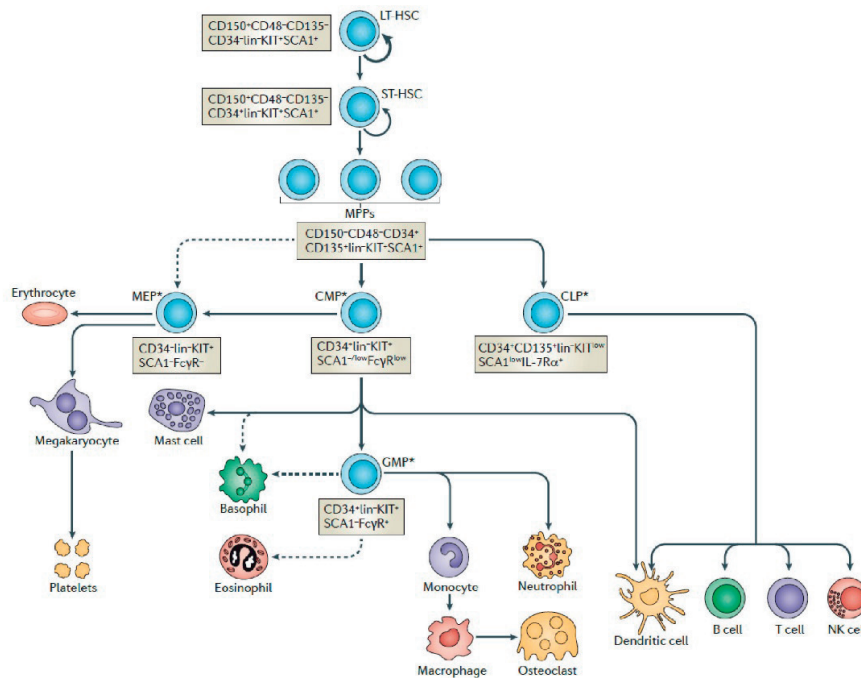 LT-HSC
CD150⁺CD48⁻CD135⁻
CD34⁻lin⁻KIT⁺SCA1⁺
ST-HSC
CD150⁺CD48⁻CD135⁻
CD34⁺lin⁻KIT⁺SCA1⁺
MPPs
CD150⁻CD48⁻CD34⁺
CD135⁺lin⁻KIT⁺SCA1⁺
Erythrocyte
MEP*
CMP*
CLP*
CD34⁻lin⁻KIT⁺
SCA1⁻FcγR⁻
CD34⁺lin⁻KIT⁺
SCA1⁻/ˡᵒʷFcγRˡᵒʷ
CD34⁺CD135⁺lin⁻KITˡᵒʷ
SCA1ˡᵒʷIL-7Rα⁺
Megakaryocyte
Mast cell
GMP*
Basophil
CD34⁺lin⁻KIT⁺
SCA1⁻FcγR⁺
Platelets
Eosinophil
Monocyte
Neutrophil
Dendritic cell
B cell
T cell
NK cel
Macrophage
Osteoclast